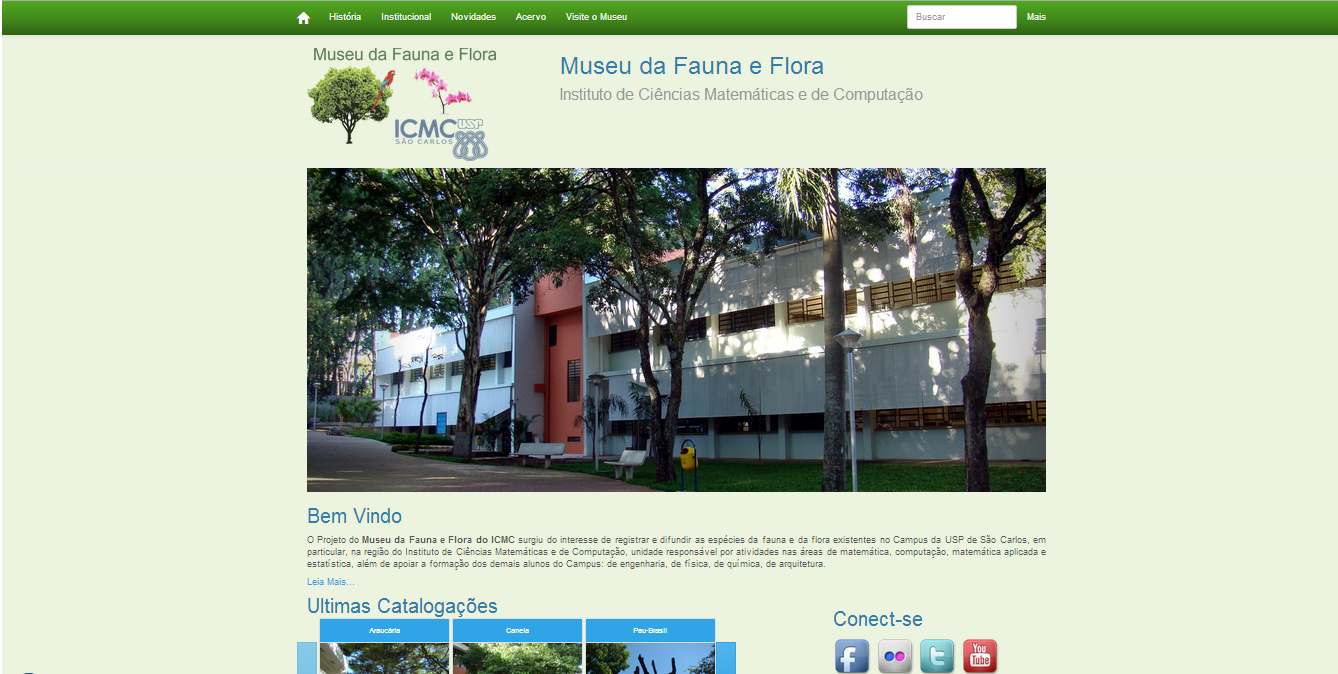 História Institucional Novidades Acervo Visite o Museu Buscar Mais
Museu da Fauna e Flora
ICMC USP
SÃO CARLOS
Museu da Fauna e Flora
Instituto de Ciências Matemáticas e de Computação
Bem Vindo
O Projeto do Museu da Fauna e Flora do ICMC surgiu do interesse de registrar e difundir as espécies da fauna e da flora existentes no Campus da USP de São Carlos, em
particular, na região do Instituto de Ciências Matemáticas e de Computação, unidade responsável por atividades nas áreas de matemática, computação, matemática aplicada e
estatística, além de apoiar a formação dos demais alunos do Campus: de engenharia, de física, de química, de arquitetura.
Leia Mais...
Ultimas Catalogações
Araucária Canela Pau-Brasil
Conect-se
f t You Tube